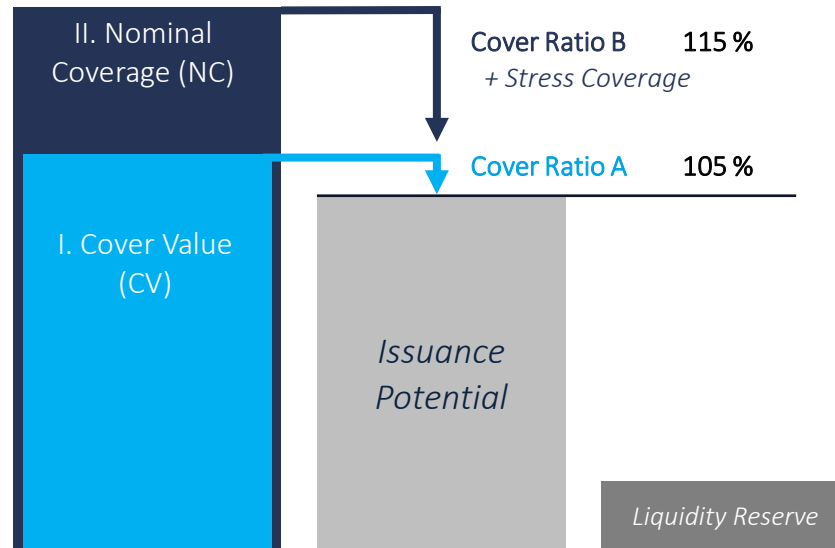 II. Nominal
Coverage (NC)
Cover Ratio B 115 %
+ Stress Coverage
Cover Ratio A 105 %
I. Cover Value
(CV)
Issuance
Potential
Liquidity Reserve